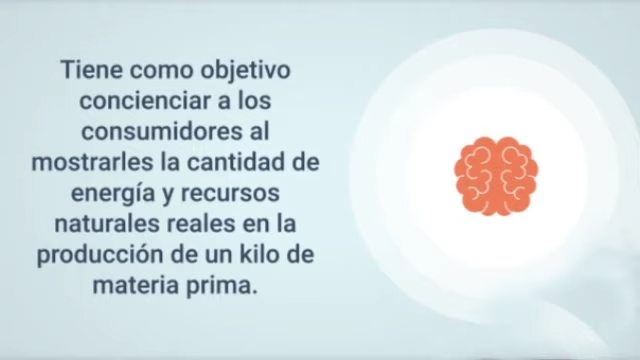 Tiene como objetivo
concienciar a los
consumidores al
mostrarles la cantidad de
energía y recursos
naturales reales en la
producción de un kilo de
materia prima.